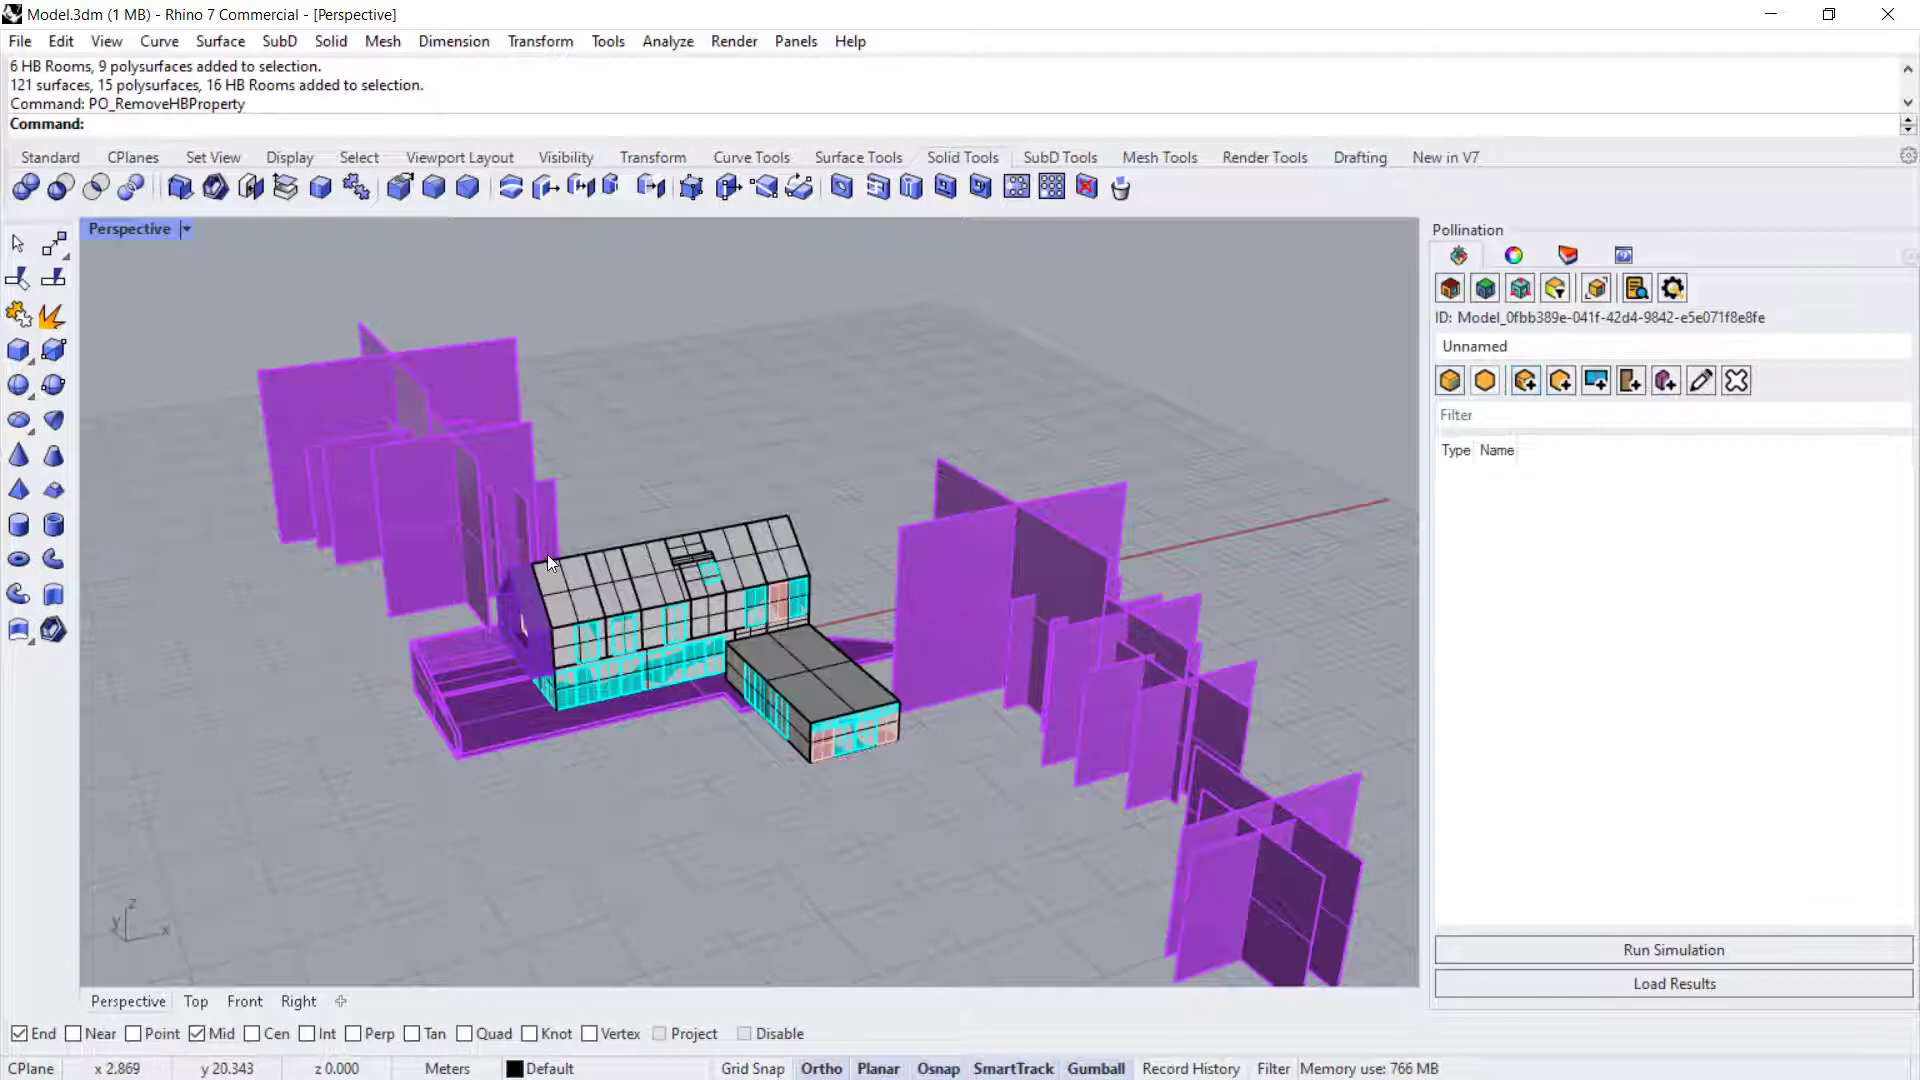 Model.3dm (1 MB) - Rhino 7 Commercial - [Perspective]
File Edit View Curve Surface SubD Solid Mesh Dimension Transform Tools Analyze Render Panels Help
6 HB Rooms, 9 polysurfaces added to selection.
121 surfaces, 15 polysurfaces, 16 HB Rooms added to selection.
Command: PO_RemoveHBProperty
Command:
Standard CPlanes Set View Display Select Viewport Layout Visibility Transform Curve Tools Surface Tools Solid Tools SubD Tools Mesh Tools Render Tools Drafting New in V7
Perspective
Pollination
ID: Model_0fbb389e-041f-42d4-9842-e5e071f8e8fe
Unnamed
Filter
Type Name
z
y
x
Run Simulation
Load Results
Perspective Top Front Right
End Near Point Mid Cen Int Perp Tan Quad Knot Vertex Project Disable
CPlane x 2.869 y 20.343 z 0.000 Meters Default Grid Snap Ortho Planar Osnap SmartTrack Gumball Record History Filter Memory use: 766 MB